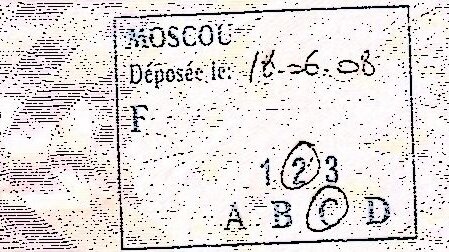 MOSCOU
Déposée le: 18-06-08
F
1 2 3
A B C D